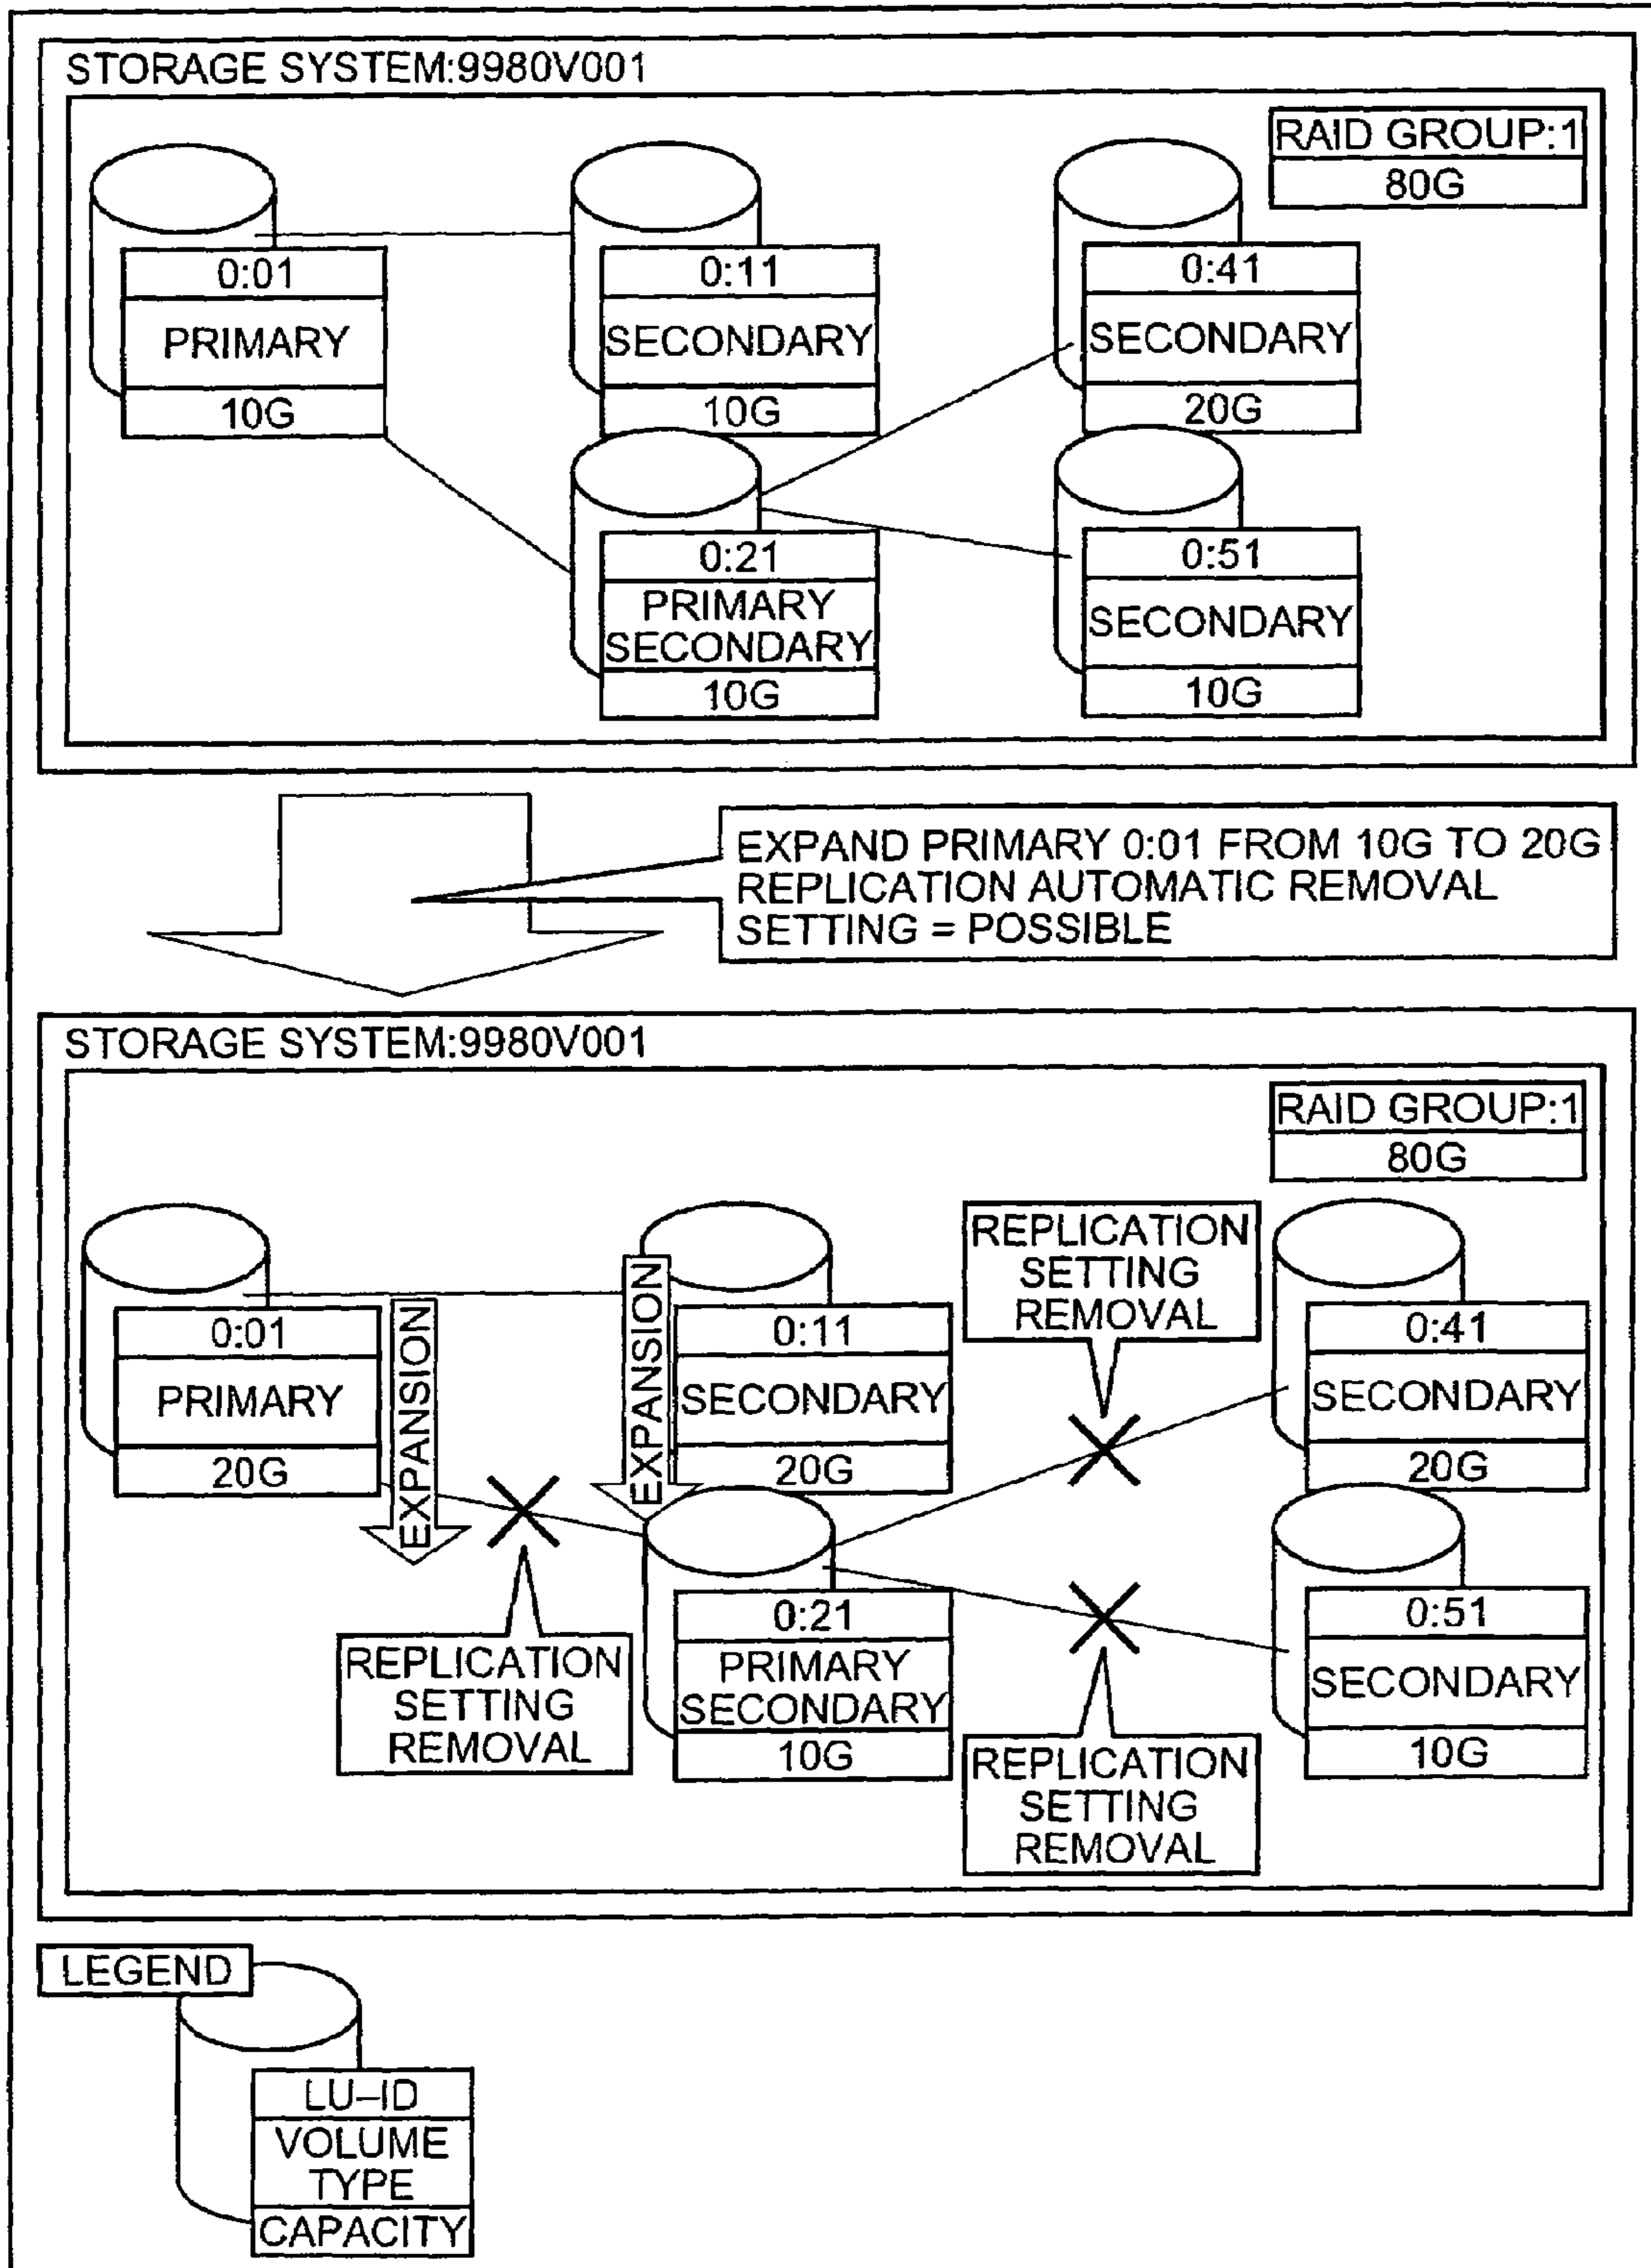 STORAGE SYSTEM:9980V001
RAID GROUP:1
80G
0:01
PRIMARY
10G
0:11
SECONDARY
10G
0:41
SECONDARY
20G
0:21
PRIMARY
SECONDARY
10G
0:51
SECONDARY
10G
EXPAND PRIMARY 0:01 FROM 10G TO 20G
REPLICATION AUTOMATIC REMOVAL
SETTING = POSSIBLE
STORAGE SYSTEM:9980V001
RAID GROUP:1
80G
0:01
PRIMARY
20G
EXPANSION
EXPANSION
0:11
SECONDARY
20G
REPLICATION
SETTING
REMOVAL
0:41
SECONDARY
20G
REPLICATION
SETTING
REMOVAL
0:21
PRIMARY
SECONDARY
10G
REPLICATION
SETTING
REMOVAL
0:51
SECONDARY
10G
LEGEND
LU-ID
VOLUME
TYPE
CAPACITY